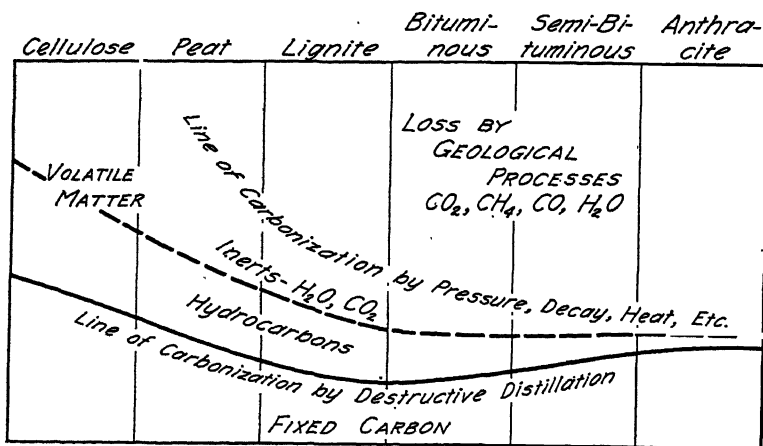 Cellulose
Peat
Lignite
Bitumi-
nous
Semi-Bi-
tuminous
Anthra-
cite
LOSS BY
GEOLOGICAL
PROCESSES
CO₂, CH₄, CO, H₂O
VOLATILE
MATTER
Line of Carbonization by Pressure, Decay, Heat, Etc.
Inerts-H₂O, CO₂
Hydrocarbons
Line of Carbonization by Destructive Distillation
FIXED CARBON